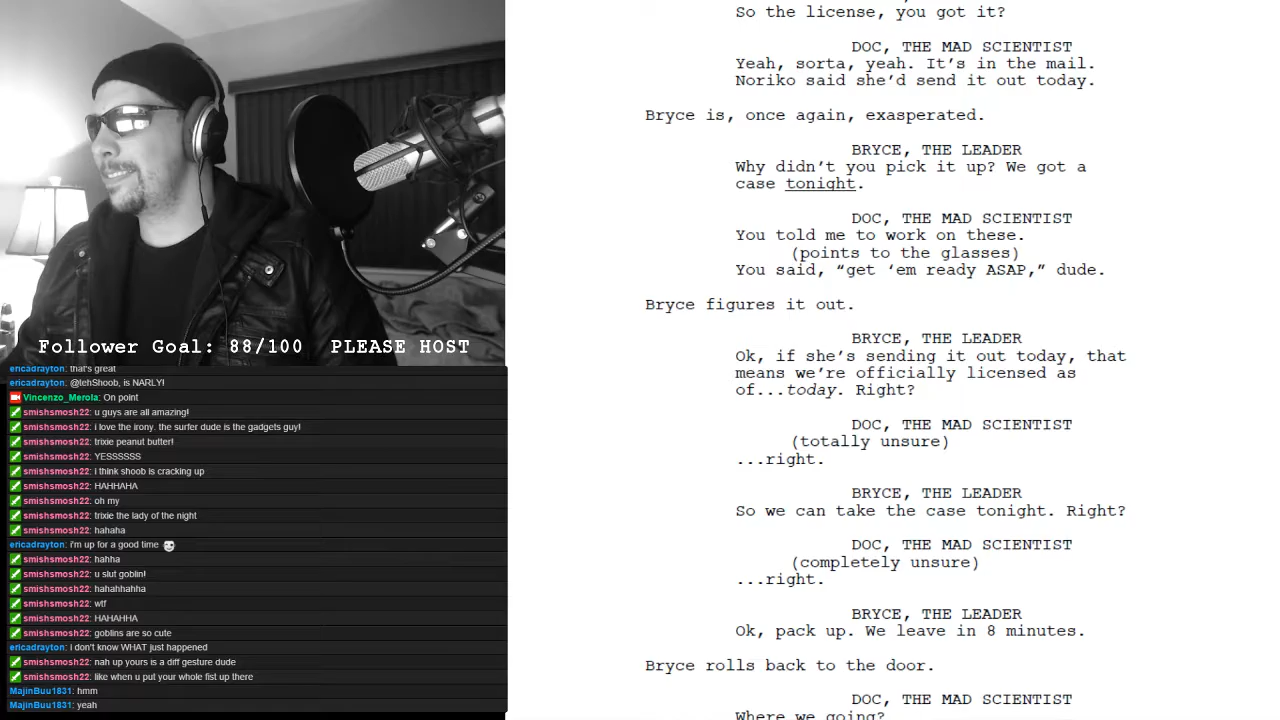 Follower Goal: 88/100 PLEASE HOST
ericadrayton: that's great
ericadrayton: @tehShoob, is NARLY!
Vincenzo_Merola: On point
smishsmosh22: u guys are all amazing!
smishsmosh22: i love the irony. the surfer dude is the gadgets guy!
smishsmosh22: trixie peanut butter!
smishsmosh22: YESSSSSS
smishsmosh22: i think shoob is cracking up
smishsmosh22: HAHHAHA
smishsmosh22: oh my
smishsmosh22: trixie the lady of the night
smishsmosh22: hahaha
ericadrayton: i'm up for a good time
smishsmosh22: hahha
smishsmosh22: u slut goblin!
smishsmosh22: hahahhahha
smishsmosh22: wtf
smishsmosh22: HAHAHHA
smishsmosh22: goblins are so cute
ericadrayton: i don't know WHAT just happened
smishsmosh22: nah up yours is a diff gesture dude
smishsmosh22: like when u put your whole fist up there
MajinBuu1831: hmm
MajinBuu1831: yeah
So the license, you got it?
DOC, THE MAD SCIENTIST
Yeah, sorta, yeah. It’s in the mail.
Noriko said she’d send it out today.
Bryce is, once again, exasperated.
BRYCE, THE LEADER
Why didn’t you pick it up? We got a
case tonight.
DOC, THE MAD SCIENTIST
You told me to work on these.
(points to the glasses)
You said, “get ‘em ready ASAP,” dude.
Bryce figures it out.
BRYCE, THE LEADER
Ok, if she’s sending it out today, that
means we’re officially licensed as
of...today. Right?
DOC, THE MAD SCIENTIST
(totally unsure)
...right.
BRYCE, THE LEADER
So we can take the case tonight. Right?
DOC, THE MAD SCIENTIST
(completely unsure)
...right.
BRYCE, THE LEADER
Ok, pack up. We leave in 8 minutes.
Bryce rolls back to the door.
DOC, THE MAD SCIENTIST
Where we going?